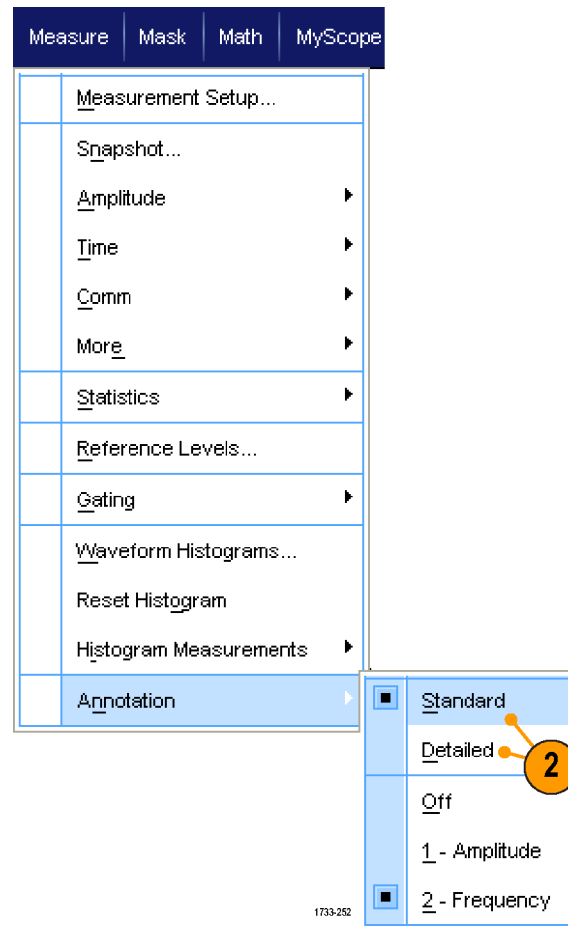 Measure Mask Math MyScope
Measurement Setup...
Snapshot...
Amplitude
Time
Comm
More
Statistics
Reference Levels...
Gating
Waveform Histograms...
Reset Histogram
Histogram Measurements
Annotation
Standard
Detailed
2
Off
1 - Amplitude
2 - Frequency
1733-252